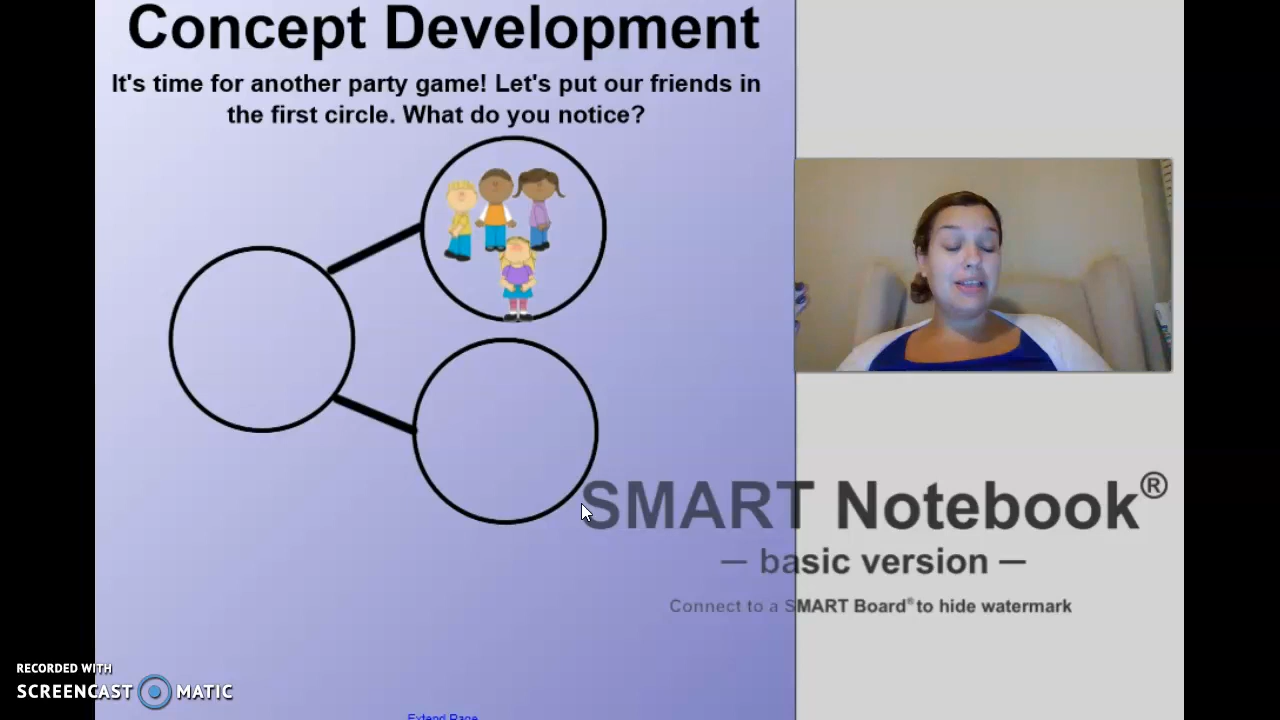 Concept Development
It's time for another party game! Let's put our friends in
the first circle. What do you notice?
SMART Notebook®
— basic version —
Connect to a SMART Board® to hide watermark
RECORDED WITH
SCREENCAST MATIC
Extend Page